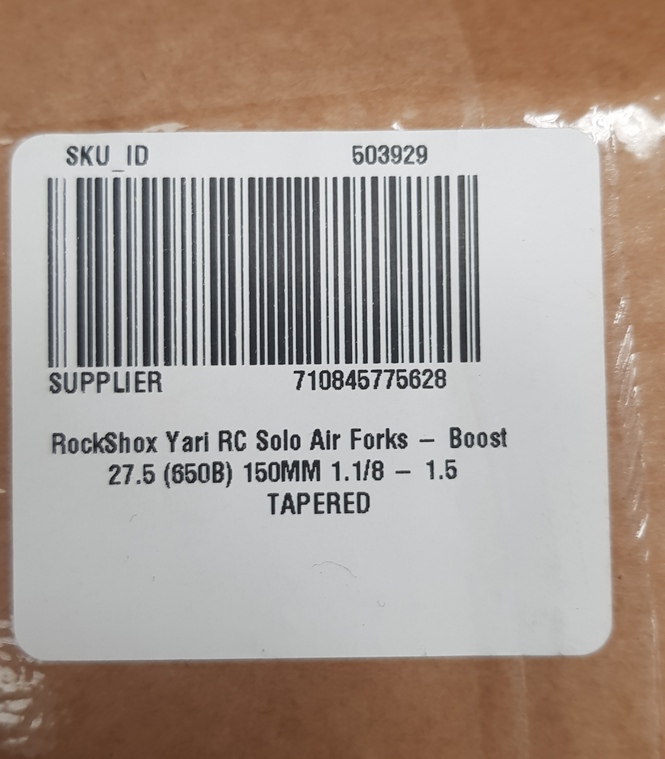 SKU_ID 503929
SUPPLIER 710845775628
RockShox Yari RC Solo Air Forks – Boost
27.5 (650B) 150MM 1.1/8 – 1.5
TAPERED